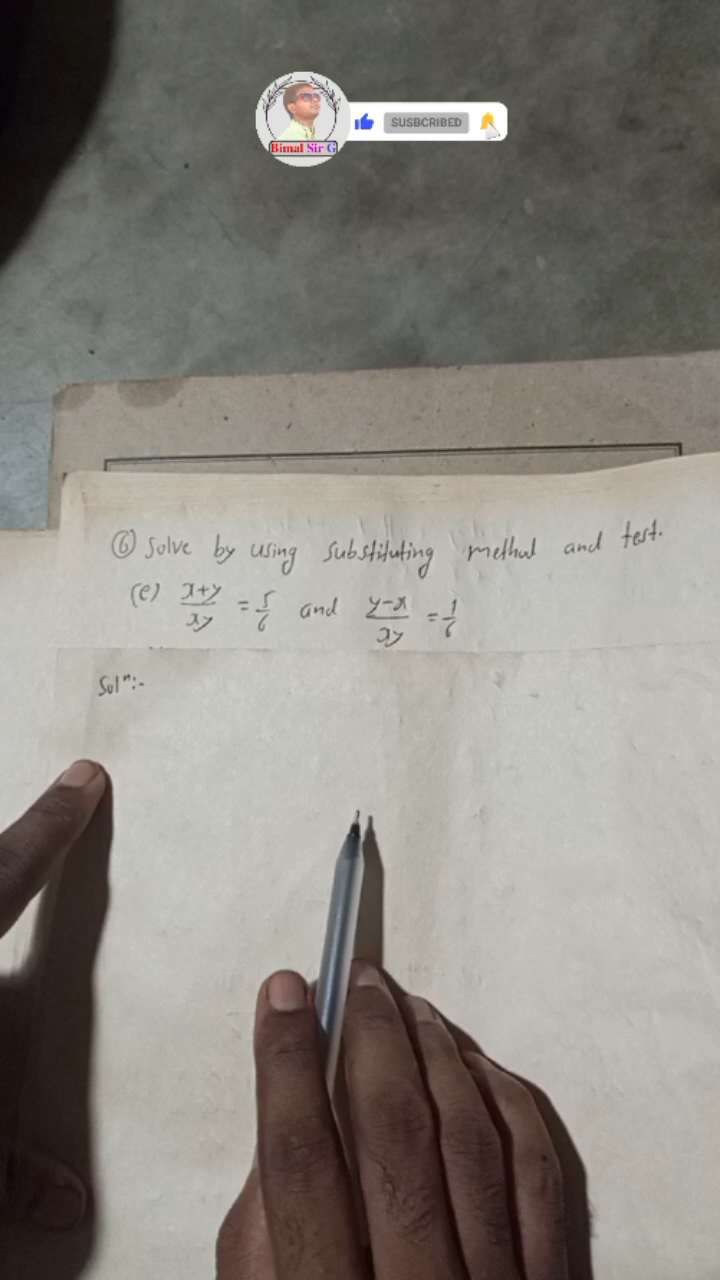 Bimal Sir G
SUSBCRIBED
⑥ Solve by using substituting method and test.
(e) x+y/xy = 5/6 and y-x/xy = 1/6
Solⁿ:-